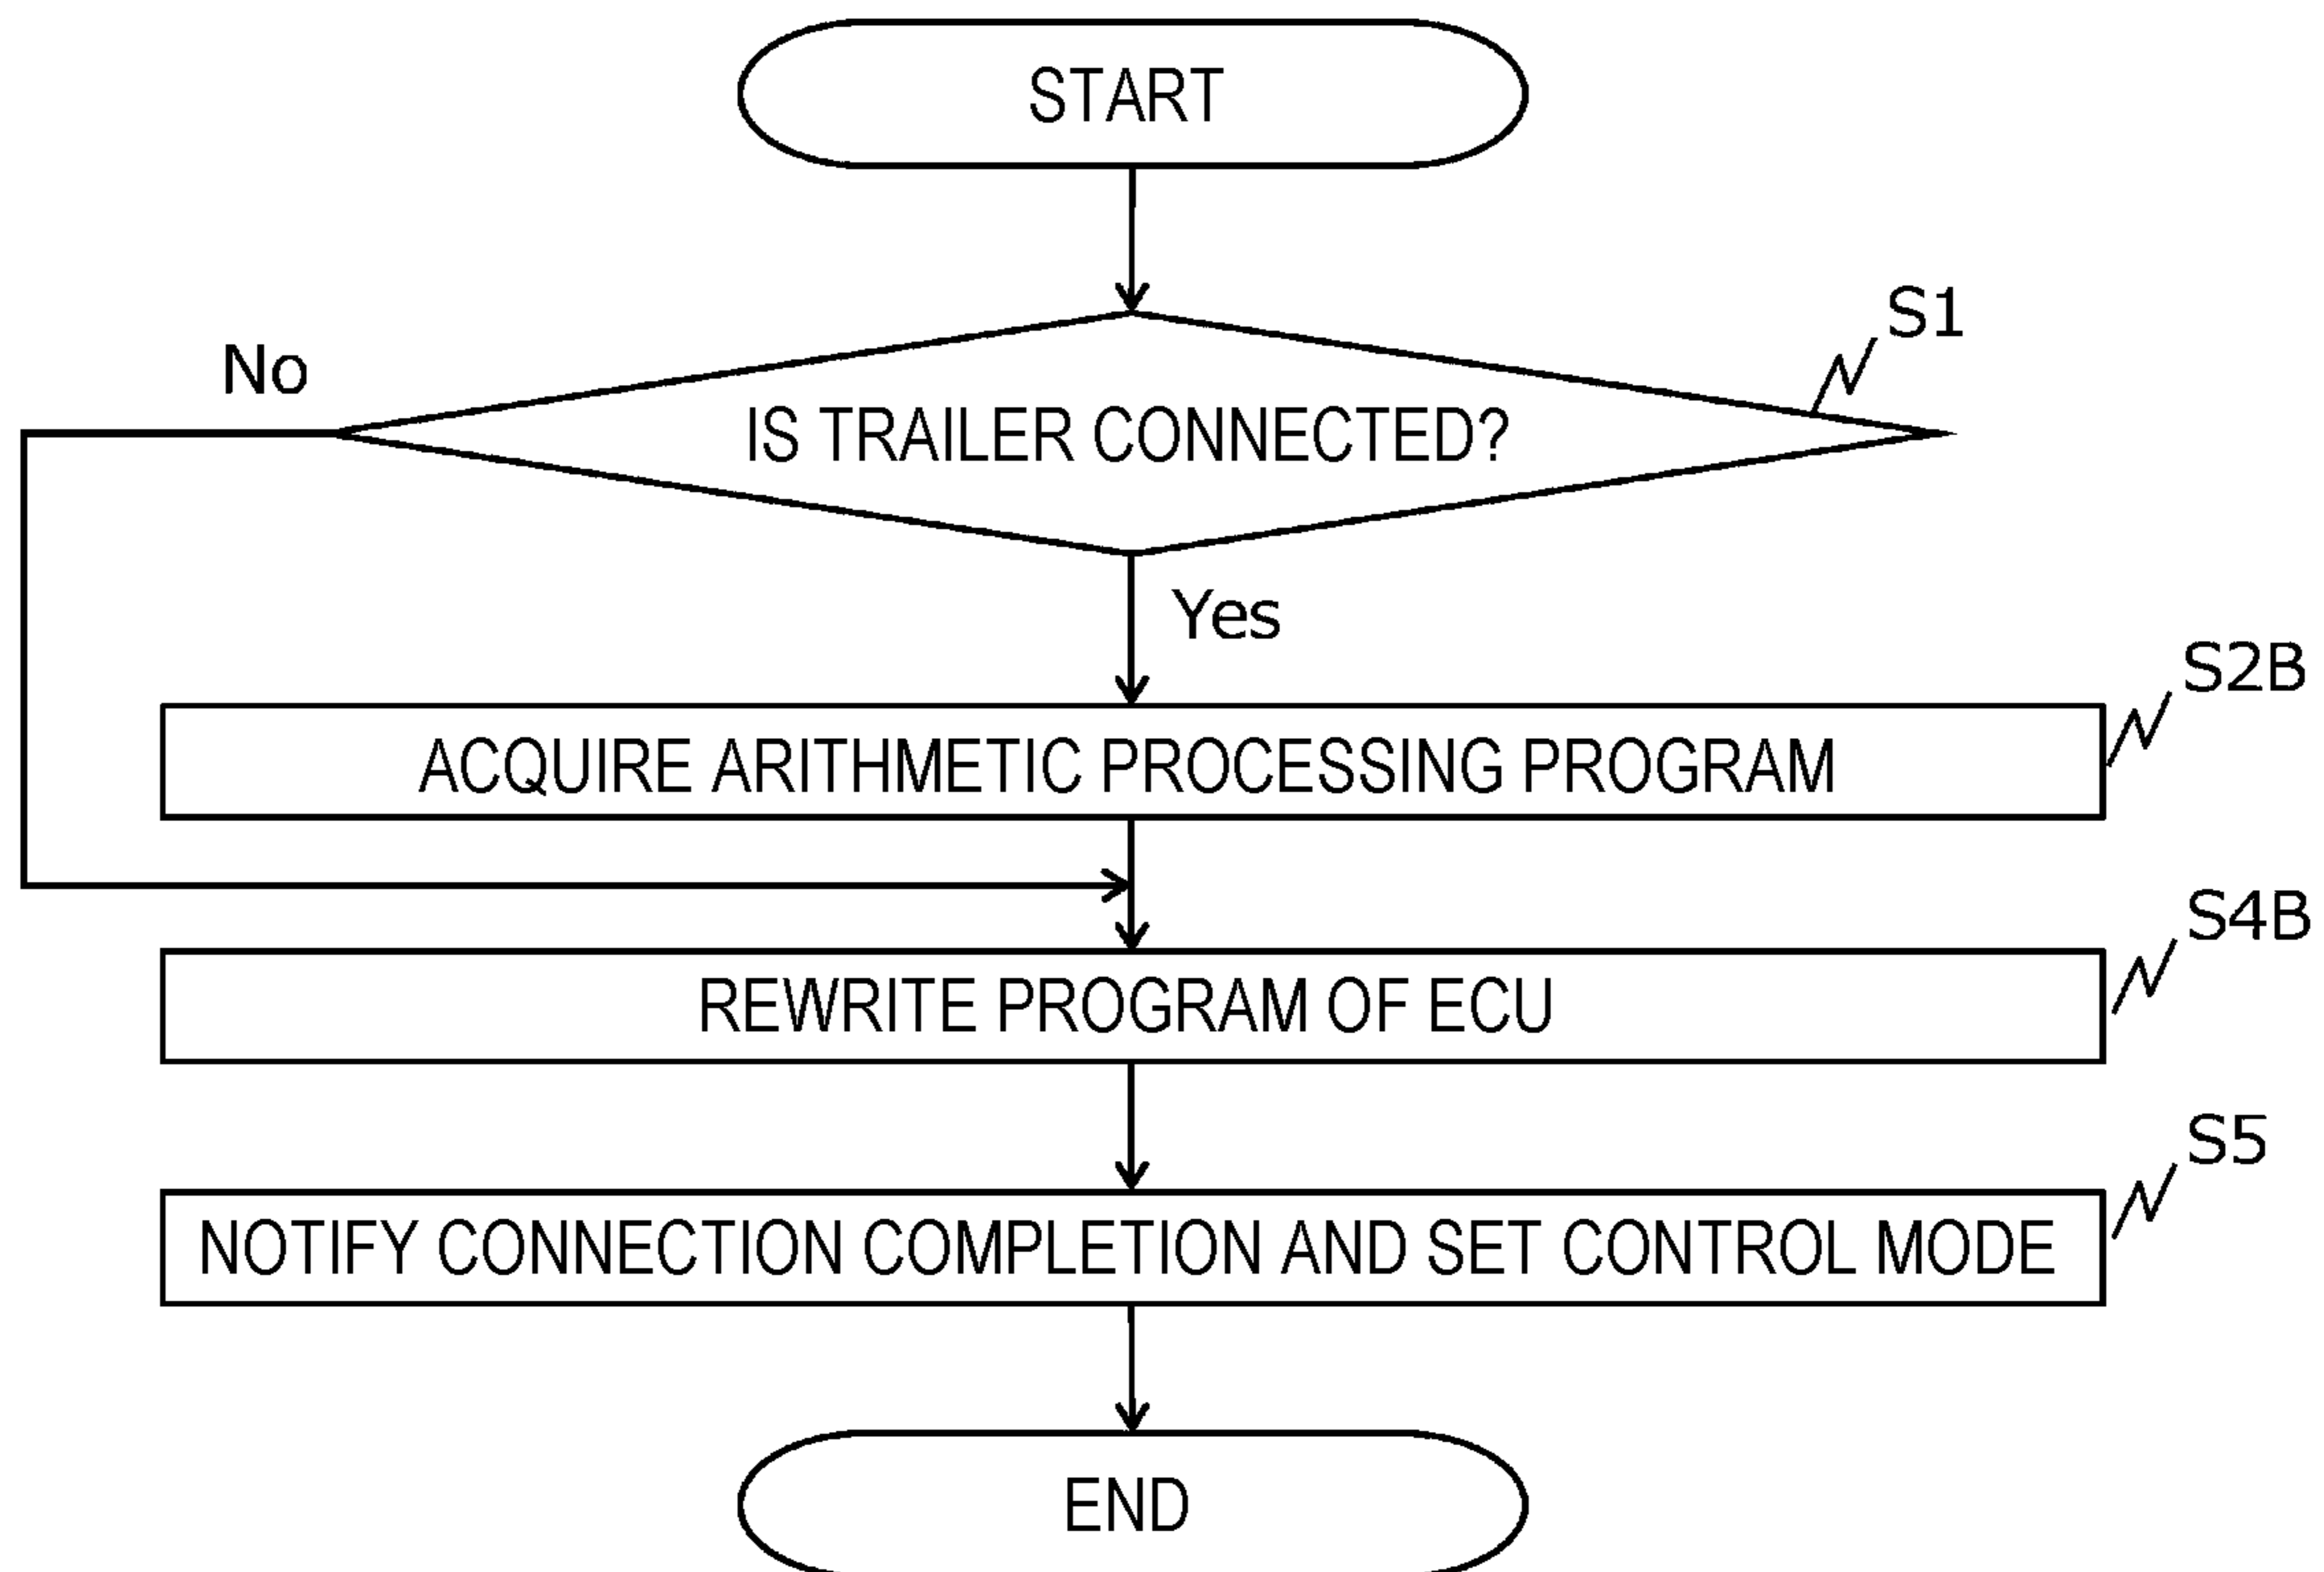 START
S1
No
IS TRAILER CONNECTED?
Yes
S2B
ACQUIRE ARITHMETIC PROCESSING PROGRAM
S4B
REWRITE PROGRAM OF ECU
S5
NOTIFY CONNECTION COMPLETION AND SET CONTROL MODE
END